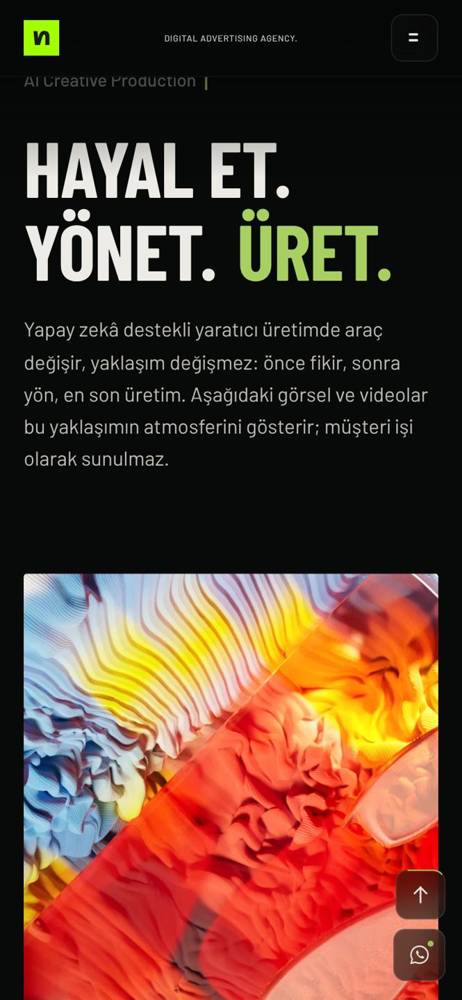 n
DIGITAL ADVERTISING AGENCY.
AI Creative Production
HAYAL ET.
YÖNET. ÜRET.
Yapay zekâ destekli yaratıcı üretimde araç
değişir, yaklaşım değişmez: önce fikir, sonra
yön, en son üretim. Aşağıdaki görsel ve videolar
bu yaklaşımın atmosferini gösterir; müşteri işi
olarak sunulmaz.